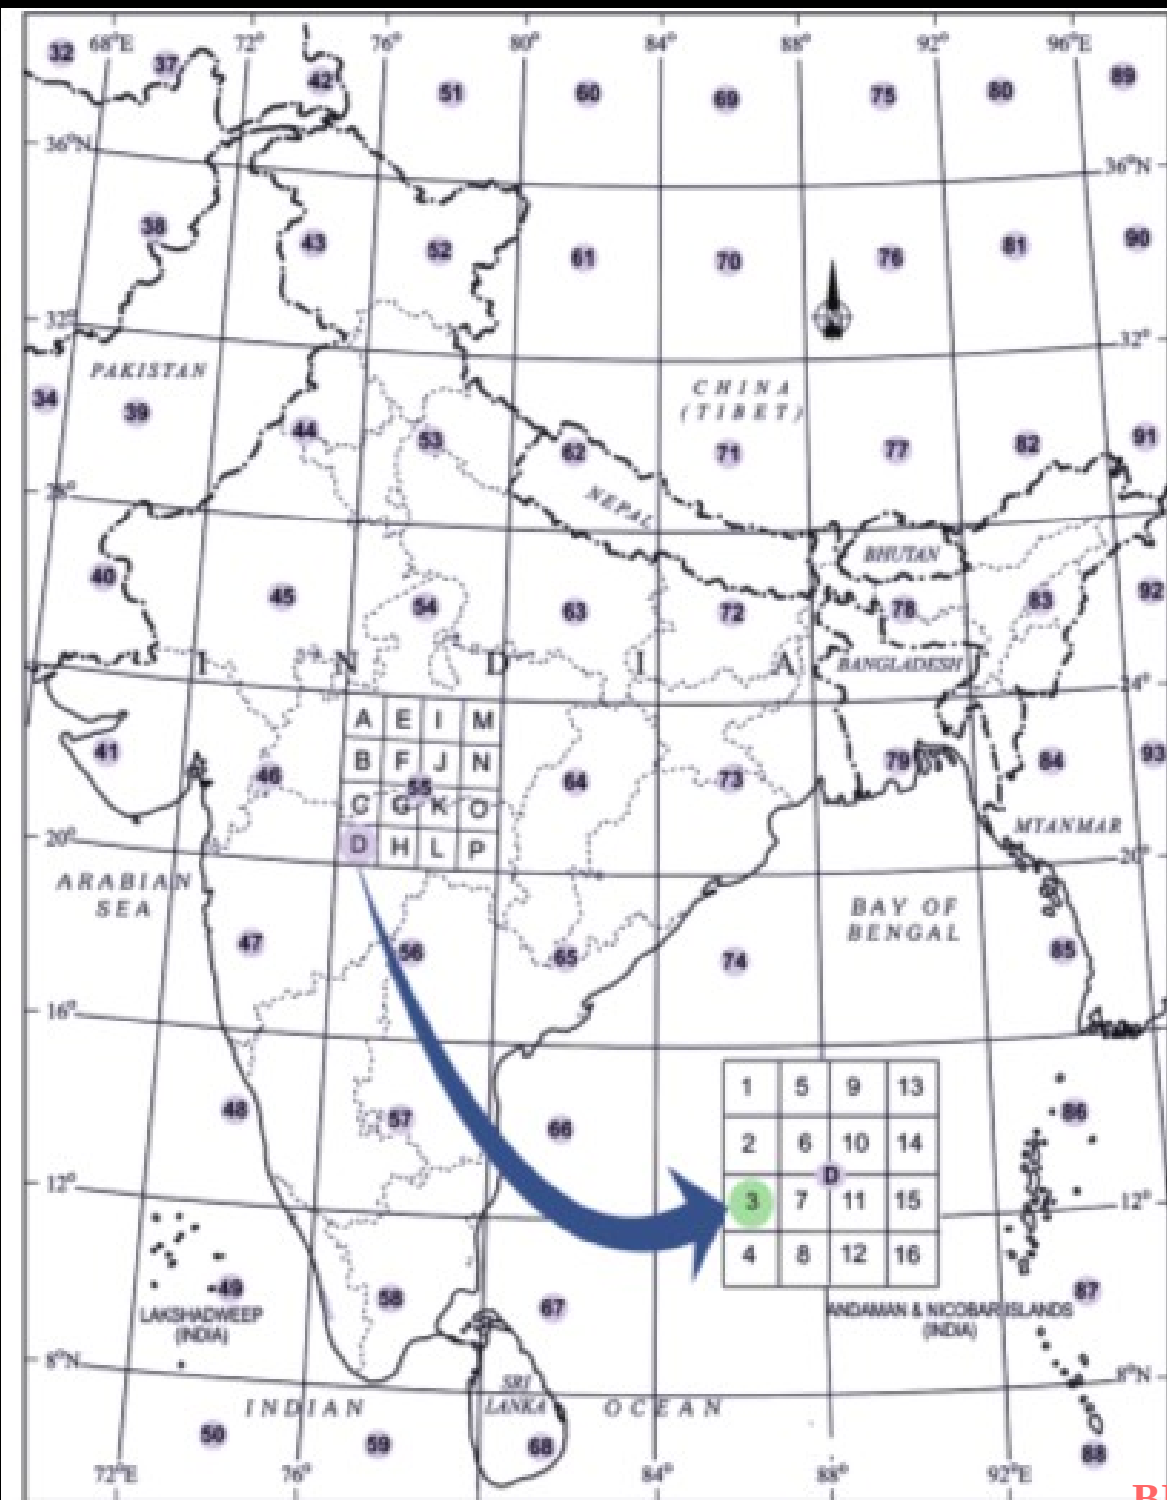 68°E 72° 76° 80° 84° 88° 92° 96°E
32 37 42 51 60 69 75 80 89
36°N 36°N
38 43 52 61 70 76 81 90
32° 32°
PAKISTAN
CHINA
(TIBET)
34 39 44 53 62 71 77 82 91
28°
NEPAL
BHUTAN
40 45 54 63 72 78 83 92
I N D I A
BANGLADESH
24°
A E I M
B F J N
41 46 55 64 73 79 84 93
C G K O
D H L P
20° 20°
MYANMAR
ARABIAN
SEA
BAY OF
BENGAL
47 56 65 74 85
16°
1 5 9 13
48 57 66 86
2 6 10 14
D
12° 12°
3 7 11 15
4 8 12 16
49 58 67 87
LAKSHADWEEP
(INDIA)
ANDAMAN & NICOBAR ISLANDS
(INDIA)
8°N 8°N
SRI
LANKA
INDIAN OCEAN
50 59 68 88
72°E 76° 84° 88° 92°E